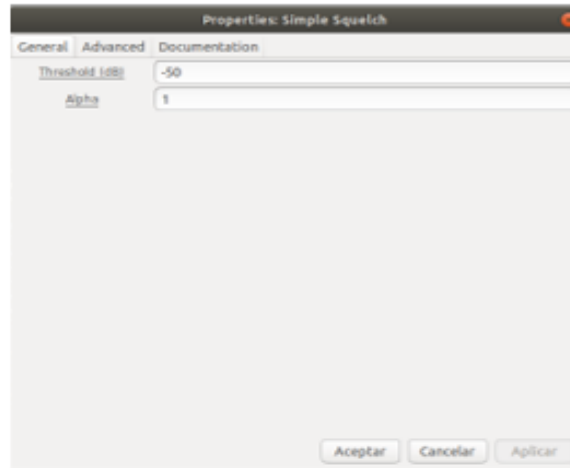 Properties: Simple Squelch
General Advanced Documentation
Threshold (dB) -50
Alpha 1
Aceptar Cancelar Aplicar